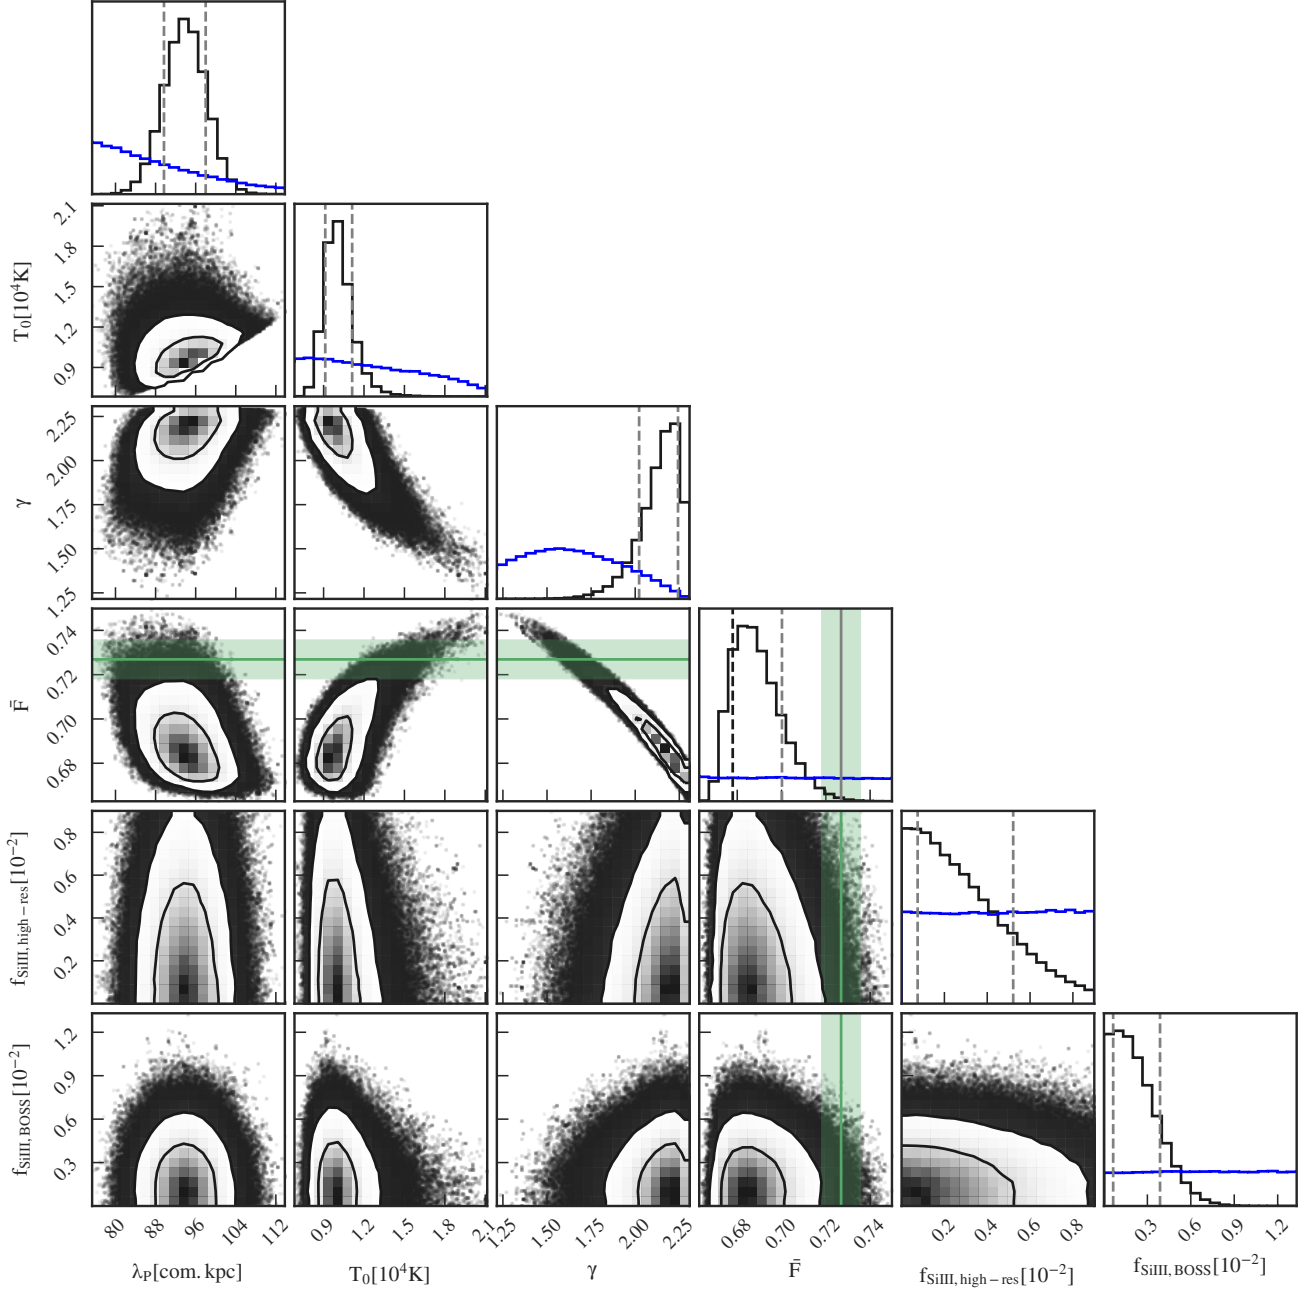 2.1
1.8
1.5
1.2
0.9
T₀[10⁴K]
2.25
2.00
1.75
1.50
1.25
γ
0.74
0.72
0.70
0.68
F̄
0.8
0.6
0.4
0.2
f_SiIII, high−res[10⁻²]
1.2
0.9
0.6
0.3
f_SiIII, BOSS[10⁻²]
80 88 96 104 112
0.9 1.2 1.5 1.8 2.1
1.25 1.50 1.75 2.00 2.25
0.68 0.70 0.72 0.74
0.2 0.4 0.6 0.8
0.3 0.6 0.9 1.2
λ_P[com. kpc] T₀[10⁴K] γ F̄ f_SiIII, high−res[10⁻²] f_SiIII, BOSS[10⁻²]